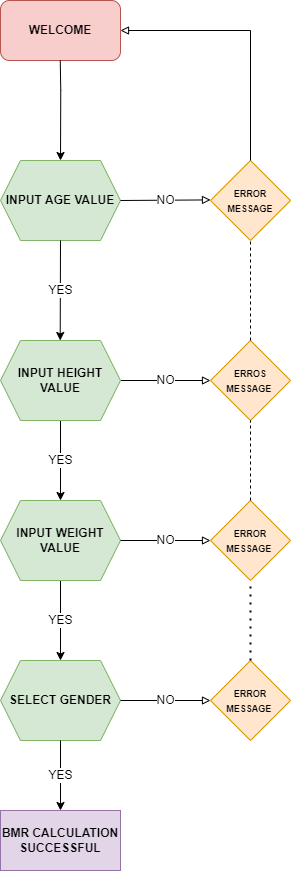 WELCOME
INPUT AGE VALUE
NO
ERROR
MESSAGE
YES
INPUT HEIGHT
VALUE
NO
ERROS
MESSAGE
YES
INPUT WEIGHT
VALUE
NO
ERROR
MESSAGE
YES
SELECT GENDER
NO
ERROR
MESSAGE
YES
BMR CALCULATION
SUCCESSFUL